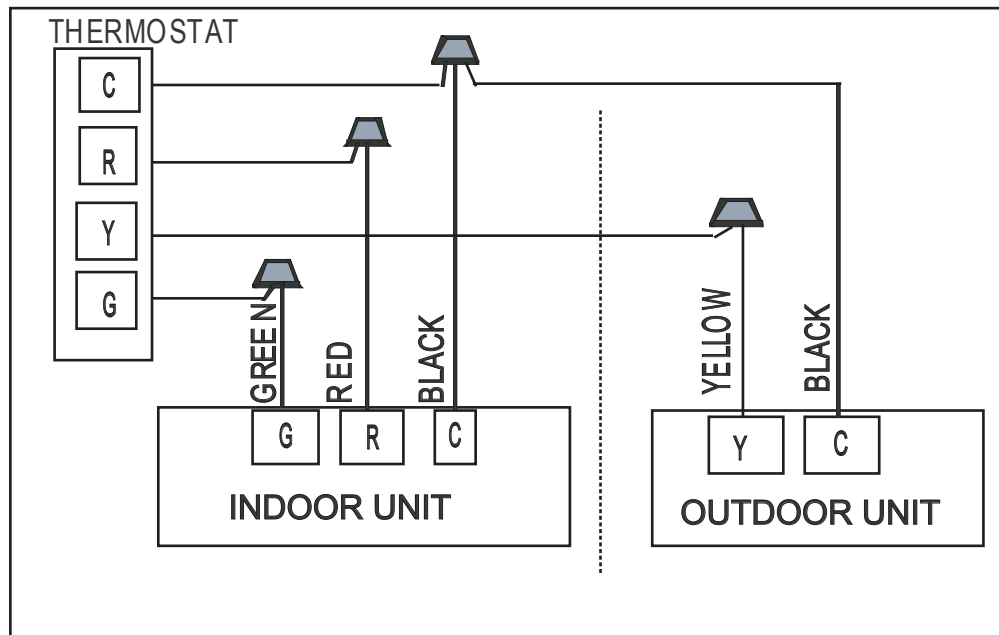 THERMOSTAT
C
R
Y
G
GREEN
RED
BLACK
YELLOW
BLACK
G
R
C
Y
C
INDOOR UNIT
OUTDOOR UNIT